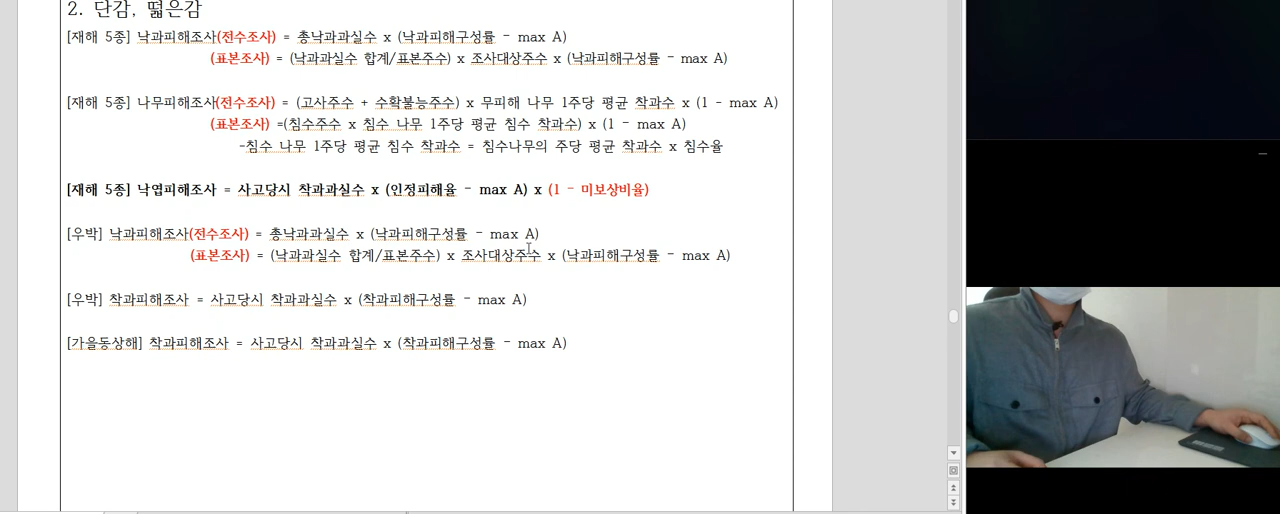 2. 단감, 떫은감
[재해 5종] 낙과피해조사(전수조사) = 총낙과과실수 x (낙과피해구성률 - max A)
(표본조사) = (낙과과실수 합계/표본주수) x 조사대상주수 x (낙과피해구성률 - max A)
[재해 5종] 나무피해조사(전수조사) = (고사주수 + 수확불능주수) x 무피해 나무 1주당 평균 착과수 x (1 - max A)
(표본조사) =(침수주수 x 침수 나무 1주당 평균 침수 착과수) x (1 - max A)
-침수 나무 1주당 평균 침수 착과수 = 침수나무의 주당 평균 착과수 x 침수율
[재해 5종] 낙엽피해조사 = 사고당시 착과과실수 x (인정피해율 - max A) x (1 - 미보상비율)
[우박] 낙과피해조사(전수조사) = 총낙과과실수 x (낙과피해구성률 - max A)
(표본조사) = (낙과과실수 합계/표본주수) x 조사대상주수 x (낙과피해구성률 - max A)
[우박] 착과피해조사 = 사고당시 착과과실수 x (착과피해구성률 - max A)
[가을동상해] 착과피해조사 = 사고당시 착과과실수 x (착과피해구성률 - max A)